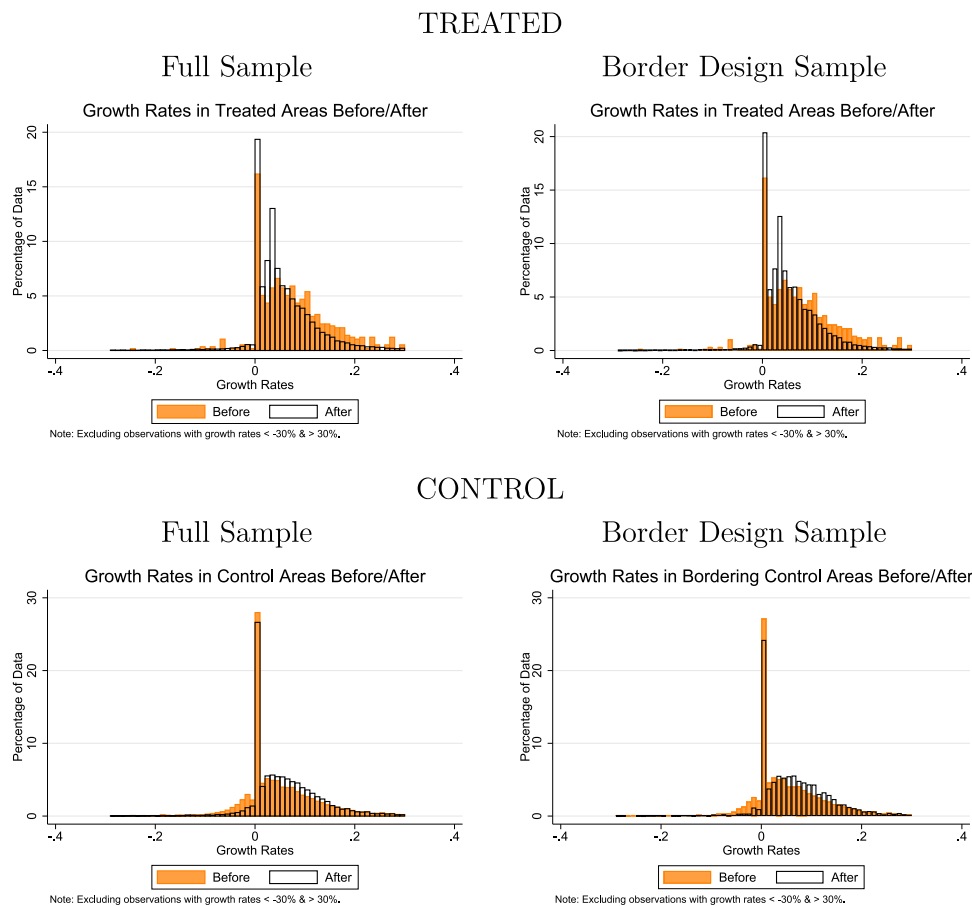 TREATED
Full Sample
Border Design Sample
Growth Rates in Treated Areas Before/After
Percentage of Data
20
15
10
5
0
-.4
-.2
0
.2
.4
Growth Rates
Before
After
Note: Excluding observations with growth rates < -30% & > 30%.
Growth Rates in Treated Areas Before/After
Percentage of Data
20
15
10
5
0
-.4
-.2
0
.2
.4
Growth Rates
Before
After
Note: Excluding observations with growth rates < -30% & > 30%.
CONTROL
Full Sample
Border Design Sample
Growth Rates in Control Areas Before/After
Percentage of Data
30
20
10
0
-.4
-.2
0
.2
.4
Growth Rates
Before
After
Note: Excluding observations with growth rates < -30% & > 30%.
Growth Rates in Bordering Control Areas Before/After
Percentage of Data
30
20
10
0
-.4
-.2
0
.2
.4
Growth Rates
Before
After
Note: Excluding observations with growth rates < -30% & > 30%.